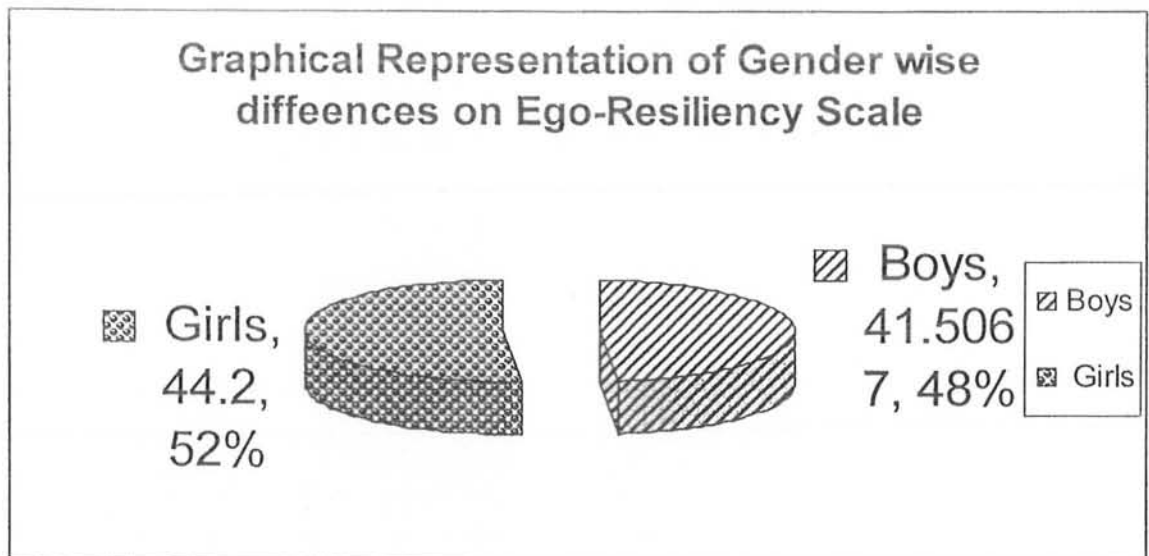 Graphical Representation of Gender wise
diffeences on Ego-Resiliency Scale
Girls,
44.2,
52%
Boys,
41.506
7, 48%
Boys
Girls